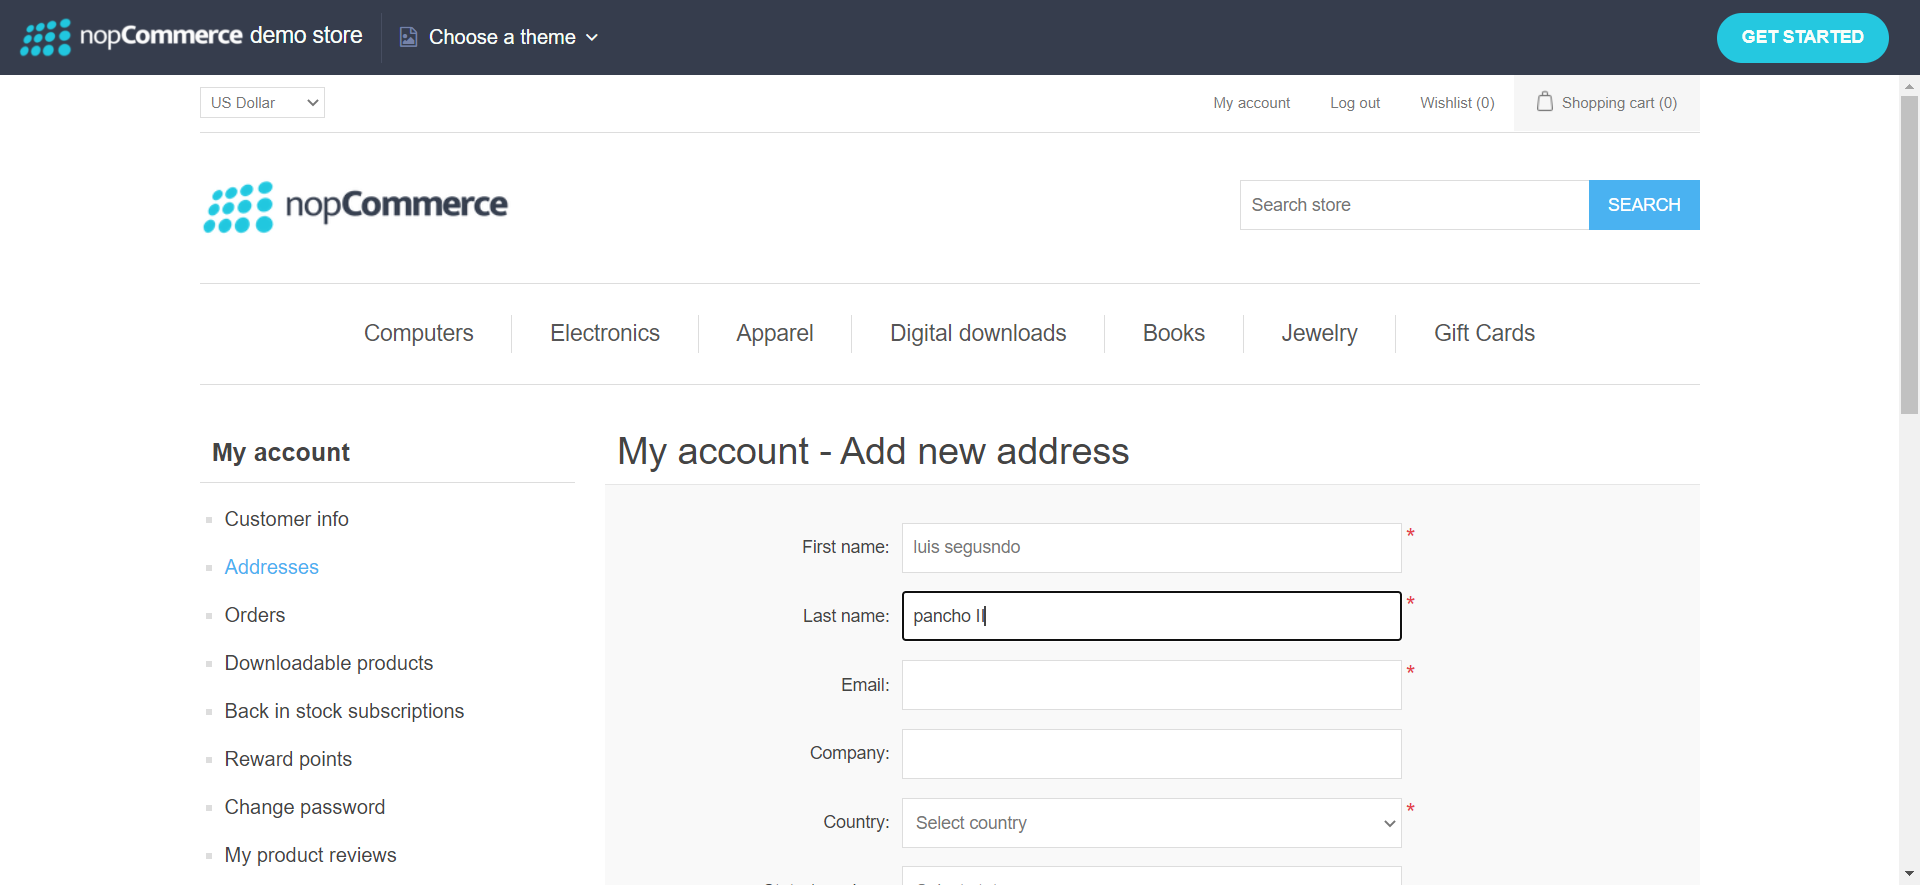 nopCommerce demo store
Choose a theme
GET STARTED
US Dollar
My account
Log out
Wishlist (0)
Shopping cart (0)
nopCommerce
Search store
SEARCH
Computers
Electronics
Apparel
Digital downloads
Books
Jewelry
Gift Cards
My account
Customer info
Addresses
Orders
Downloadable products
Back in stock subscriptions
Reward points
Change password
My product reviews
My account - Add new address
First name: luis segusndo *
Last name: pancho ll *
Email: *
Company:
Country: Select country *